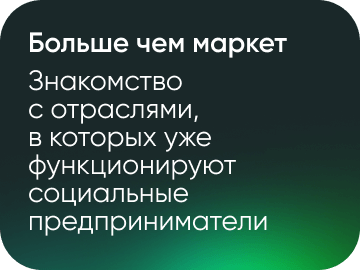 Больше чем маркет
Знакомство
с отраслями,
в которых уже
функционируют
социальные
предприниматели